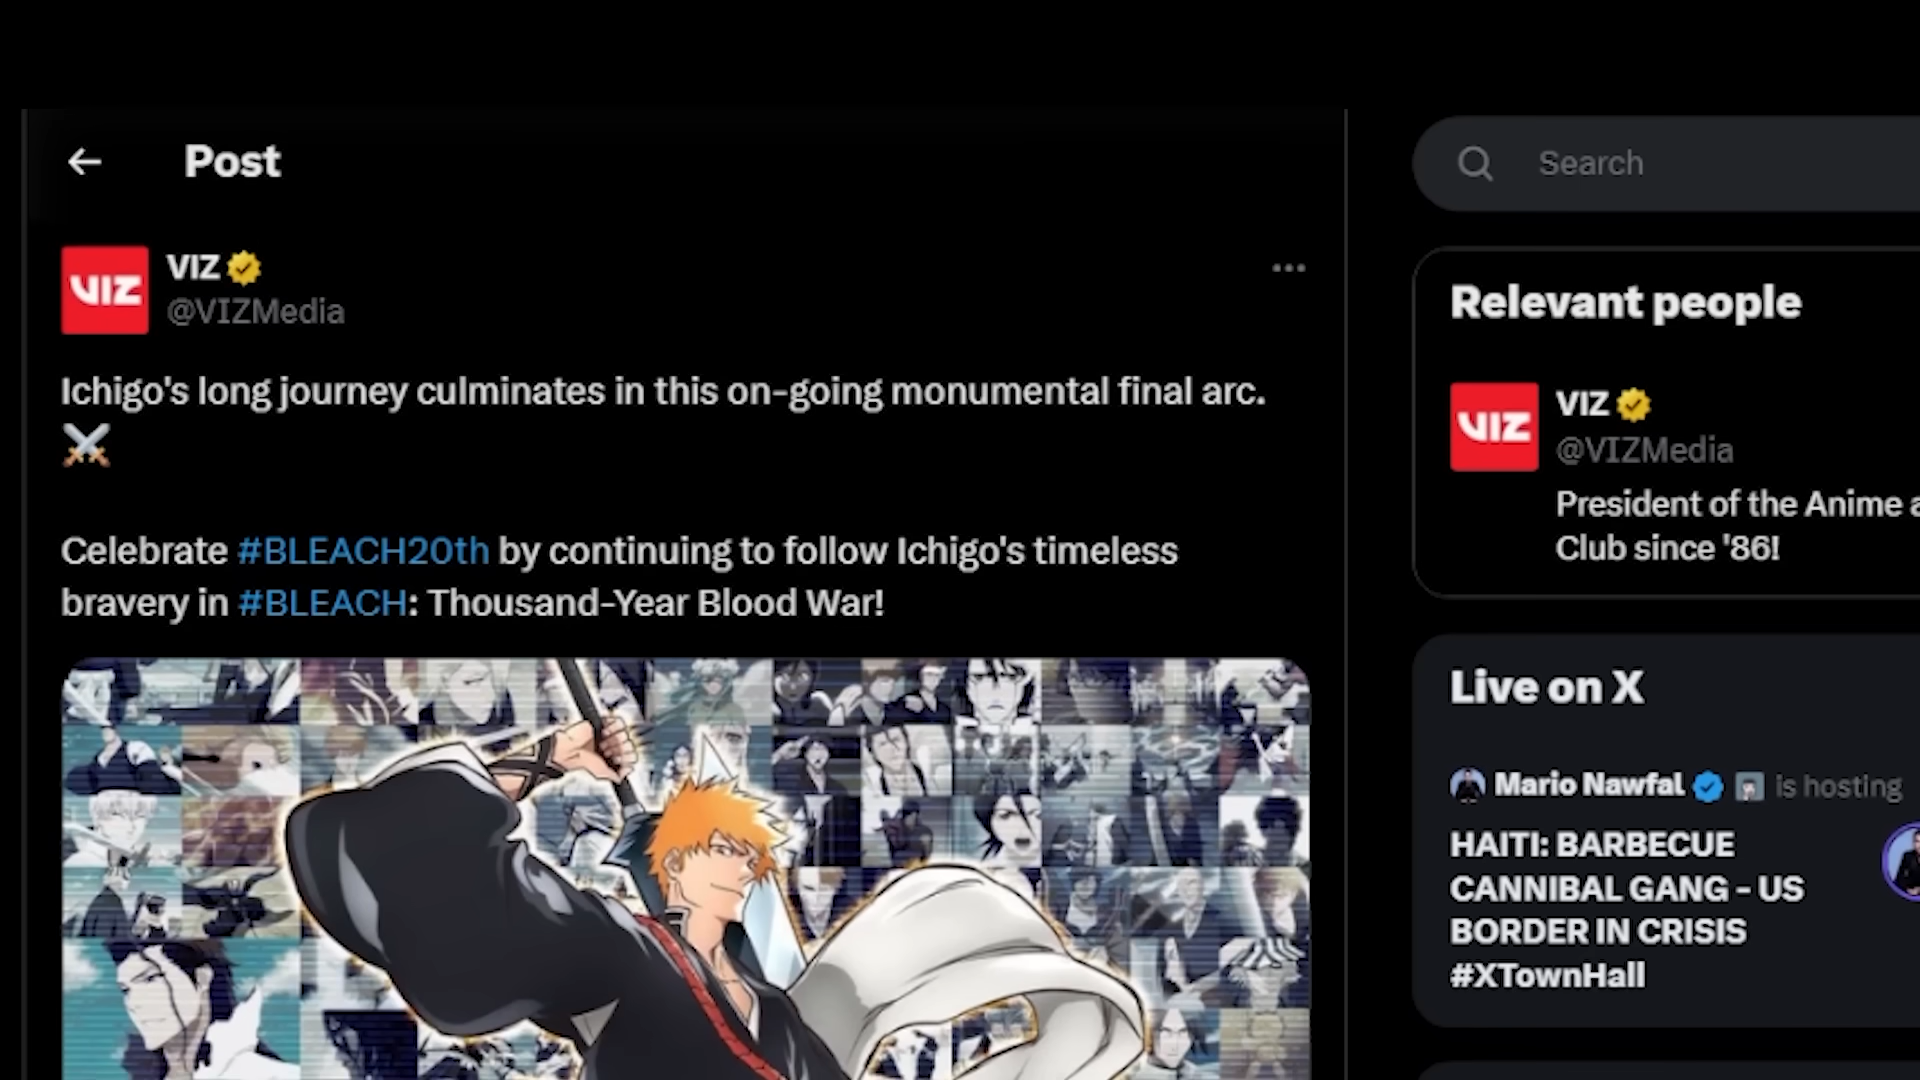 Post
Search
VIZ
VIZ
@VIZMedia
Ichigo's long journey culminates in this on-going monumental final arc.
⚔️
Celebrate #BLEACH20th by continuing to follow Ichigo's timeless
bravery in #BLEACH: Thousand-Year Blood War!
Relevant people
VIZ
VIZ
@VIZMedia
President of the Anime a
Club since '86!
Live on X
Mario Nawfal is hosting
HAITI: BARBECUE
CANNIBAL GANG - US
BORDER IN CRISIS
#XTownHall